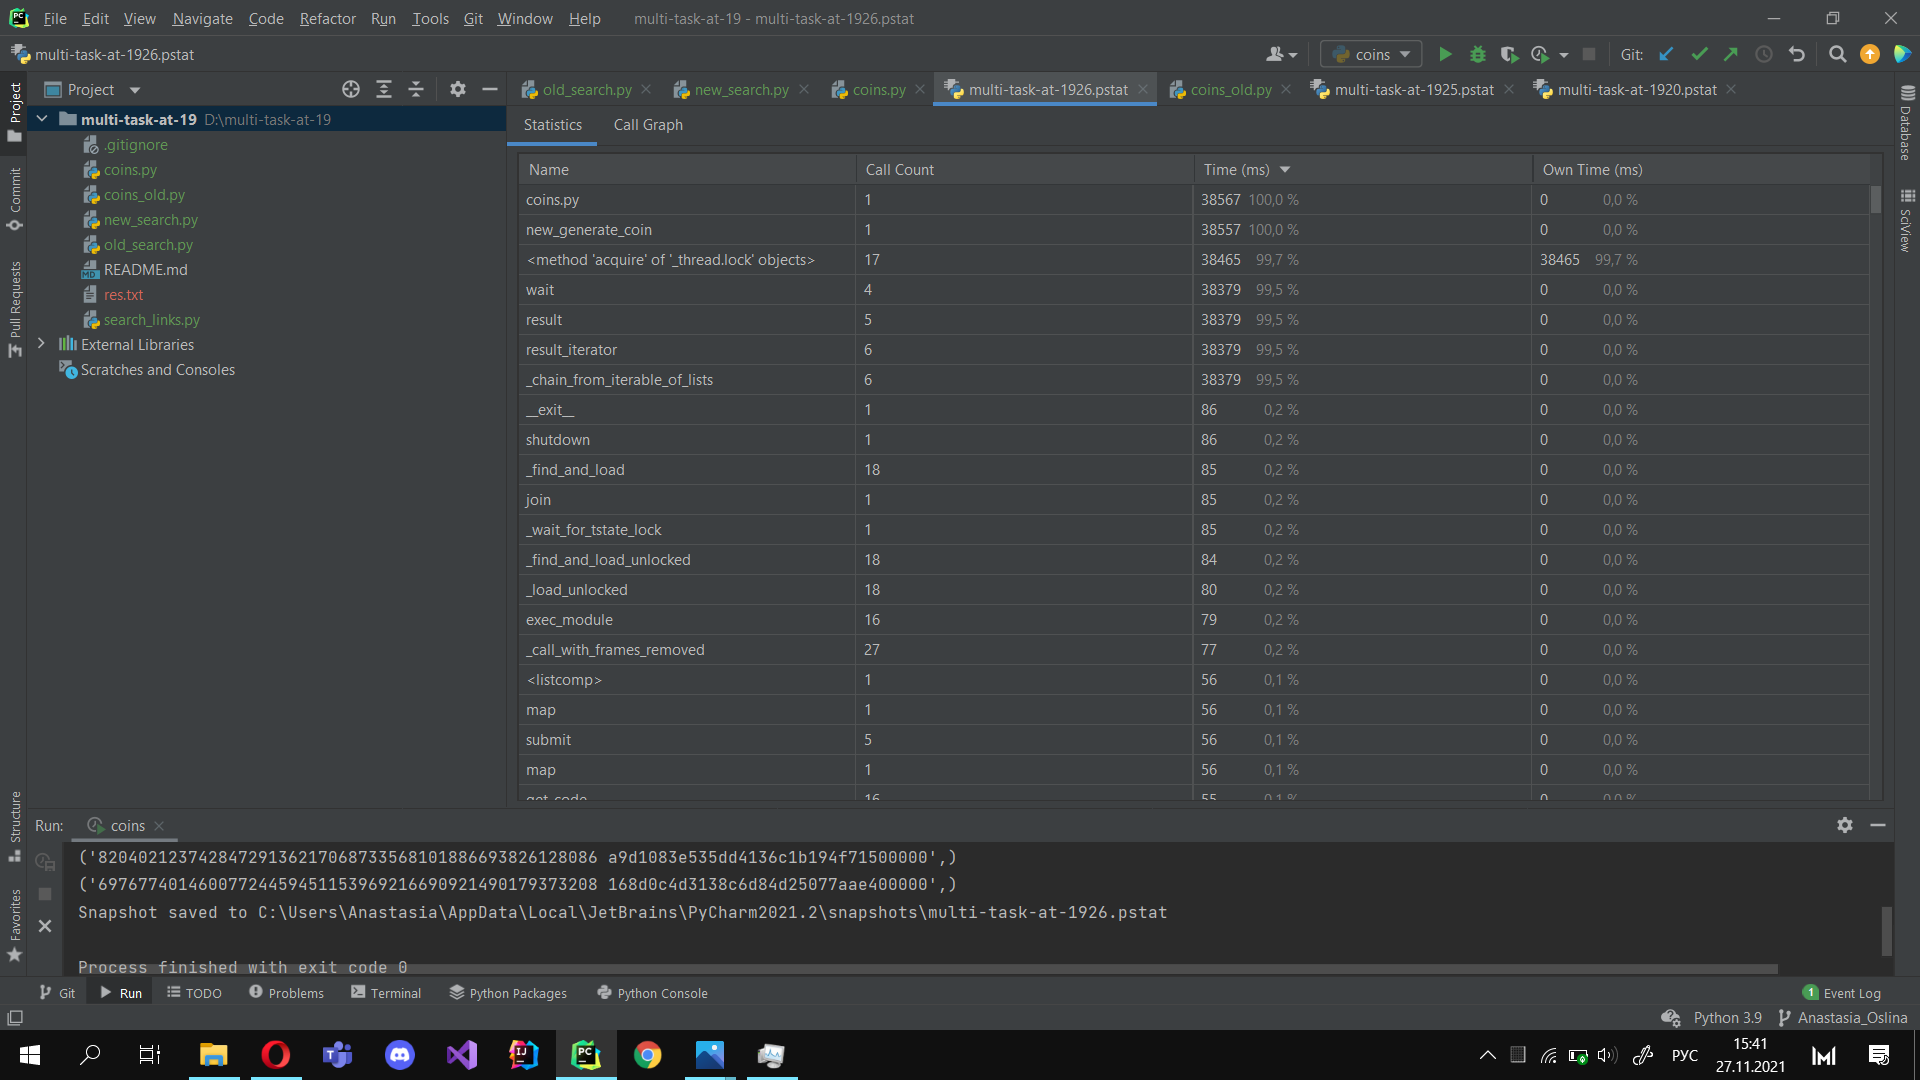 File Edit View Navigate Code Refactor Run Tools Git Window Help multi-task-at-19 - multi-task-at-1926.pstat
multi-task-at-1926.pstat coins Git:
Project old_search.py new_search.py coins.py multi-task-at-1926.pstat coins_old.py multi-task-at-1925.pstat multi-task-at-1920.pstat
multi-task-at-19 D:\multi-task-at-19
.gitignore
coins.py
coins_old.py
new_search.py
old_search.py
README.md
res.txt
search_links.py
External Libraries
Scratches and Consoles
Project
Commit
Pull Requests
Structure
Favorites
Statistics Call Graph
Name Call Count Time (ms) Own Time (ms)
coins.py 1 38567 100,0 % 0 0,0 %
new_generate_coin 1 38557 100,0 % 0 0,0 %
<method 'acquire' of '_thread.lock' objects> 17 38465 99,7 % 38465 99,7 %
wait 4 38379 99,5 % 0 0,0 %
result 5 38379 99,5 % 0 0,0 %
result_iterator 6 38379 99,5 % 0 0,0 %
_chain_from_iterable_of_lists 6 38379 99,5 % 0 0,0 %
__exit__ 1 86 0,2 % 0 0,0 %
shutdown 1 86 0,2 % 0 0,0 %
_find_and_load 18 85 0,2 % 0 0,0 %
join 1 85 0,2 % 0 0,0 %
_wait_for_tstate_lock 1 85 0,2 % 0 0,0 %
_find_and_load_unlocked 18 84 0,2 % 0 0,0 %
_load_unlocked 18 80 0,2 % 0 0,0 %
exec_module 16 79 0,2 % 0 0,0 %
_call_with_frames_removed 27 77 0,2 % 0 0,0 %
<listcomp> 1 56 0,1 % 0 0,0 %
map 1 56 0,1 % 0 0,0 %
submit 5 56 0,1 % 0 0,0 %
map 1 56 0,1 % 0 0,0 %
get_code 16 55 0,1 % 0 0,0 %
Database
SciView
Run: coins
('82040212374284729136217068733568101886693826128086 a9d1083e535dd4136c1b194f71500000',)
('69767740146007724459451153969216690921490179373208 168d0c4d3138c6d84d25077aae400000',)
Snapshot saved to C:\Users\Anastasia\AppData\Local\JetBrains\PyCharm2021.2\snapshots\multi-task-at-1926.pstat
Process finished with exit code 0
Git Run TODO Problems Terminal Python Packages Python Console 1 Event Log
Python 3.9 Anastasia_Oslina
РУС 15:41
27.11.2021